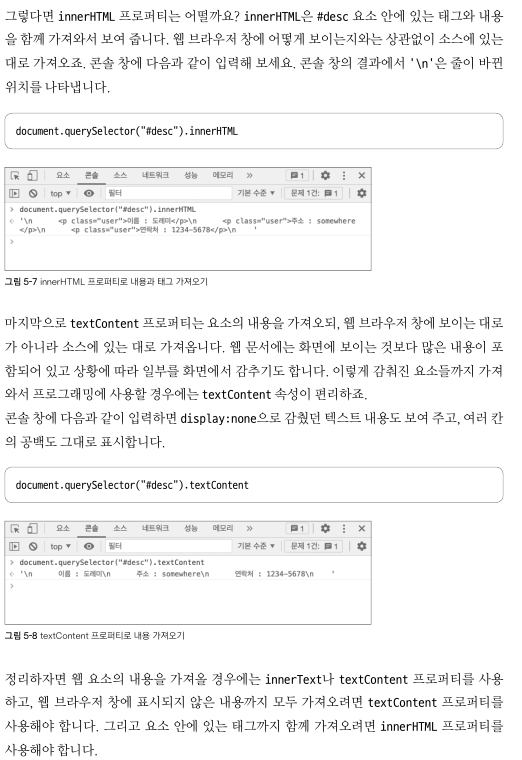 그렇다면 innerHTML 프로퍼티는 어떨까요? innerHTML은 #desc 요소 안에 있는 태그와 내용
을 함께 가져와서 보여 줍니다. 웹 브라우저 창에 어떻게 보이는지와는 상관없이 소스에 있는
대로 가져오죠. 콘솔 창에 다음과 같이 입력해 보세요. 콘솔 창의 결과에서 '\n'은 줄이 바뀐
위치를 나타냅니다.
document.querySelector("#desc").innerHTML
요소 콘솔 소스 네트워크 성능 메모리 » 1
top ▼ 필터 기본 수준 ▼ 문제 1건: 1
> document.querySelector("#desc").innerHTML
'\n <p class="user">이름 : 도레미</p>\n <p class="user">주소 : somewhere
</p>\n <p class="user">연락처 : 1234-5678</p>\n '
>
그림 5-7 innerHTML 프로퍼티로 내용과 태그 가져오기
마지막으로 textContent 프로퍼티는 요소의 내용을 가져오되, 웹 브라우저 창에 보이는 대로
가 아니라 소스에 있는 대로 가져옵니다. 웹 문서에는 화면에 보이는 것보다 많은 내용이 포
함되어 있고 상황에 따라 일부를 화면에서 감추기도 합니다. 이렇게 감춰진 요소들까지 가져
와서 프로그래밍에 사용할 경우에는 textContent 속성이 편리하죠.
콘솔 창에 다음과 같이 입력하면 display:none으로 감췄던 텍스트 내용도 보여 주고, 여러 칸
의 공백도 그대로 표시합니다.
document.querySelector("#desc").textContent
요소 콘솔 소스 네트워크 성능 메모리 » 1
top ▼ 필터 기본 수준 ▼ 문제 1건: 1
> document.querySelector("#desc").textContent
'\n 이름 : 도레미\n 주소 : somewhere\n 연락처 : 1234-5678\n '
>
그림 5-8 textContent 프로퍼티로 내용 가져오기
정리하자면 웹 요소의 내용을 가져올 경우에는 innerText나 textContent 프로퍼티를 사용
하고, 웹 브라우저 창에 표시되지 않은 내용까지 모두 가져오려면 textContent 프로퍼티를
사용해야 합니다. 그리고 요소 안에 있는 태그까지 함께 가져오려면 innerHTML 프로퍼티를
사용해야 합니다.